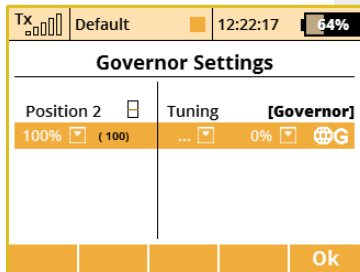 Tx Default 12:22:17 64%
Governor Settings
Position 2 Tuning [Governor]
100% (100) ... 0% G
Ok